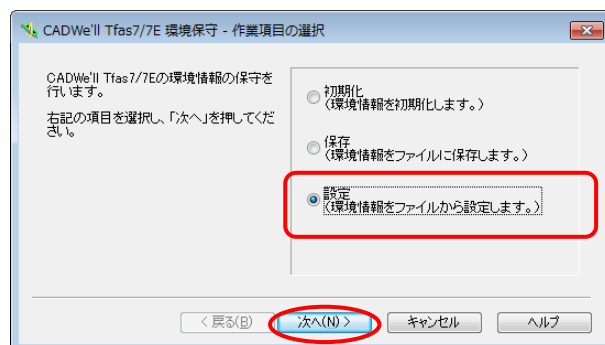 CADWe'll Tfas7/7E 環境保守 - 作業項目の選択
CADWe'll Tfas7/7Eの環境情報の保守を
行います。
右記の項目を選択し、「次へ」を押してくだ
さい。
初期化
(環境情報を初期化します。)
保存
(環境情報をファイルに保存します。)
設定
(環境情報をファイルから設定します。)
< 戻る(B)
次へ(N) >
キャンセル
ヘルプ